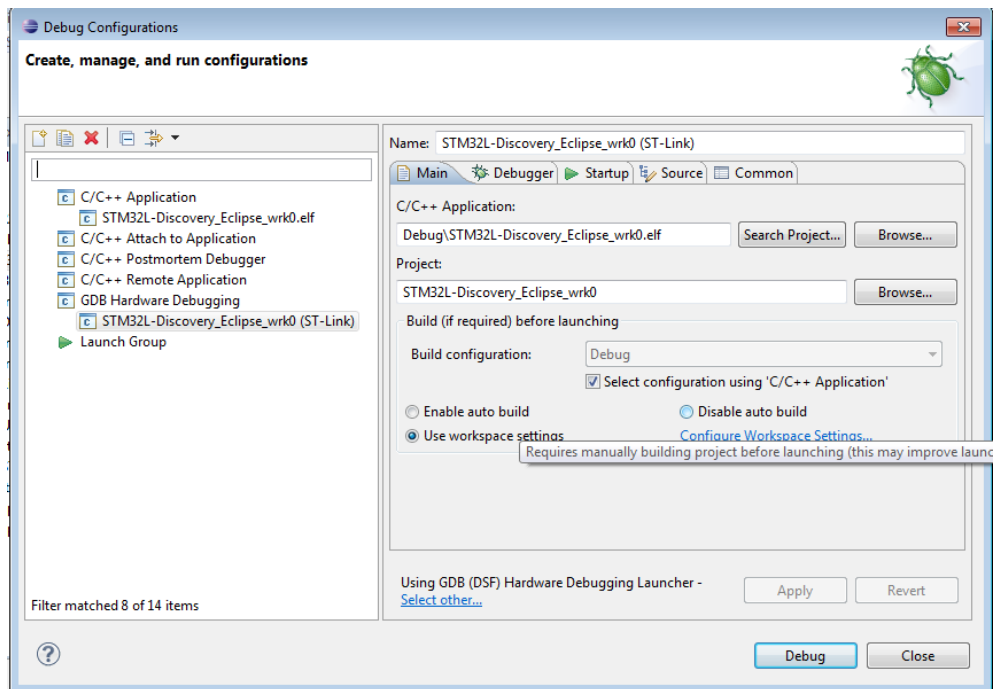 Debug Configurations
Create, manage, and run configurations
C/C++ Application
STM32L-Discovery_Eclipse_wrk0.elf
C/C++ Attach to Application
C/C++ Postmortem Debugger
C/C++ Remote Application
GDB Hardware Debugging
STM32L-Discovery_Eclipse_wrk0 (ST-Link)
Launch Group
Filter matched 8 of 14 items
Name: STM32L-Discovery_Eclipse_wrk0 (ST-Link)
Main Debugger Startup Source Common
C/C++ Application:
Debug\STM32L-Discovery_Eclipse_wrk0.elf Search Project... Browse...
Project:
STM32L-Discovery_Eclipse_wrk0 Browse...
Build (if required) before launching
Build configuration: Debug
Select configuration using 'C/C++ Application'
Enable auto build Disable auto build
Use workspace settings Configure Workspace Settings...
Requires manually building project before launching (this may improve launc
Using GDB (DSF) Hardware Debugging Launcher -
Select other...
Apply Revert
Debug Close